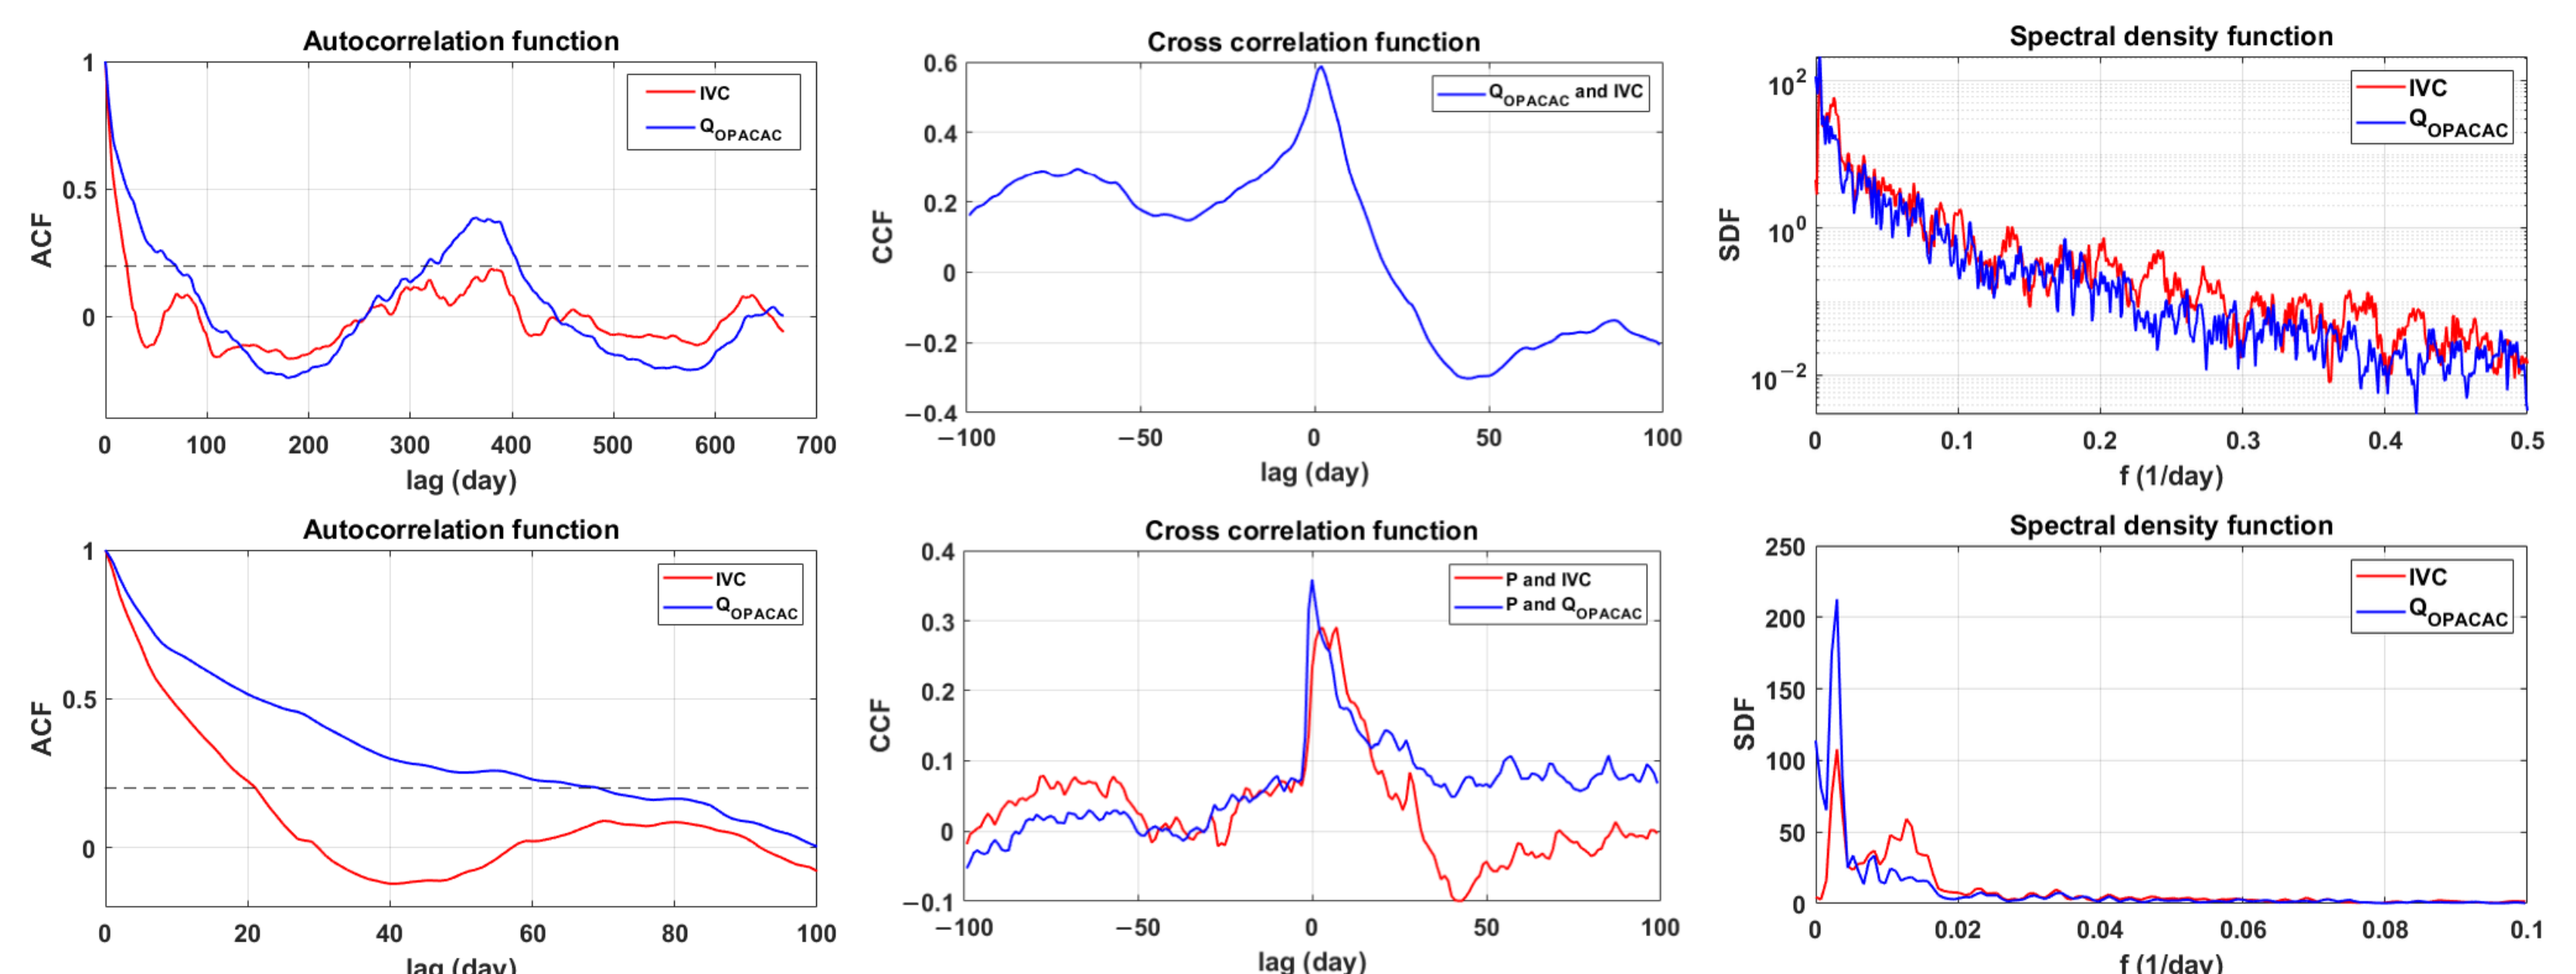 Autocorrelation function
1
0.5
0
ACF
IVC
Q_OPACAC
0 100 200 300 400 500 600 700
lag (day)
Cross correlation function
0.6
0.4
0.2
0
−0.2
−0.4
CCF
Q_OPACAC and IVC
−100 −50 0 50 100
lag (day)
Spectral density function
10^2
10^0
10^−2
SDF
IVC
Q_OPACAC
0 0.1 0.2 0.3 0.4 0.5
f (1/day)
Autocorrelation function
1
0.5
0
ACF
IVC
Q_OPACAC
0 20 40 60 80 100
lag (day)
Cross correlation function
0.4
0.3
0.2
0.1
0
−0.1
CCF
P and IVC
P and Q_OPACAC
−100 −50 0 50 100
lag (day)
Spectral density function
250
200
150
100
50
0
SDF
IVC
Q_OPACAC
0 0.02 0.04 0.06 0.08 0.1
f (1/day)